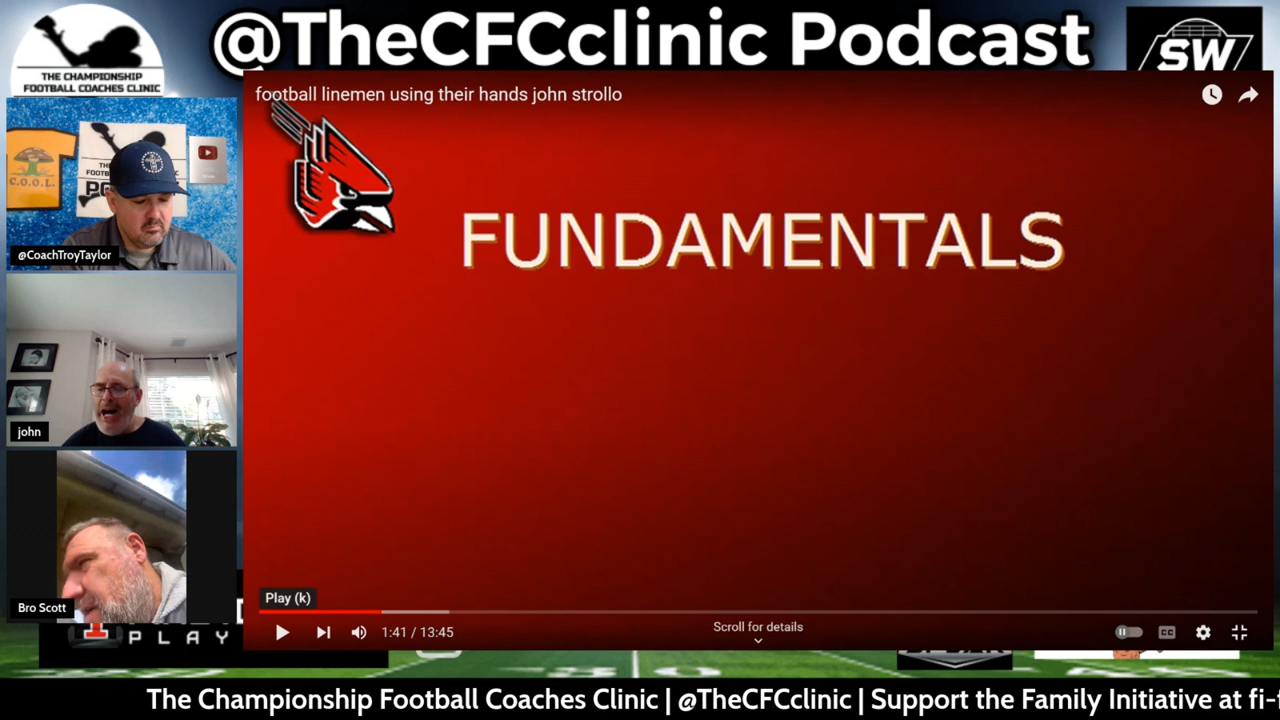 @TheCFCclinic Podcast
THE CHAMPIONSHIP
FOOTBALL COACHES CLINIC
SW
football linemen using their hands john strollo
FUNDAMENTALS
C.O.O.L.
@CoachTroyTaylor
john
Bro Scott
PLAY
Play (k)
1:41 / 13:45
Scroll for details
CC
The Championship Football Coaches Clinic | @TheCFCclinic | Support the Family Initiative at fi-